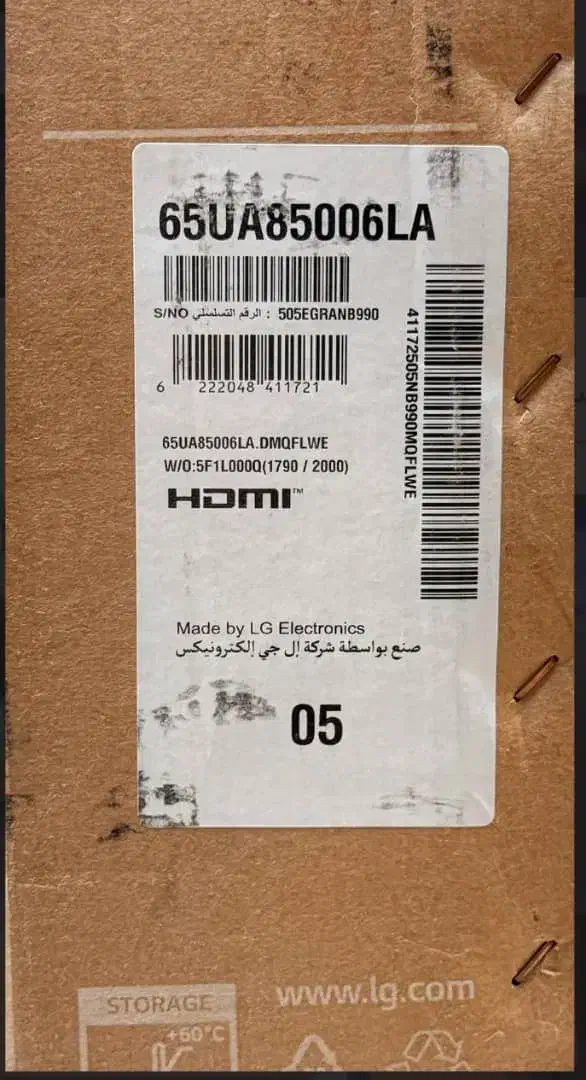 65UA85006LA
S/NO الرقم التسلسلي : 505EGRANB990
6 222048 411721
41172505NB990MQFLWE
65UA85006LA.DMQFLWE
W/O:5F1L000Q(1790 / 2000)
HDMI™
Made by LG Electronics
صنع بواسطة شركة إل جي إلكترونيكس
05
www.lg.com
STORAGE
+60°C